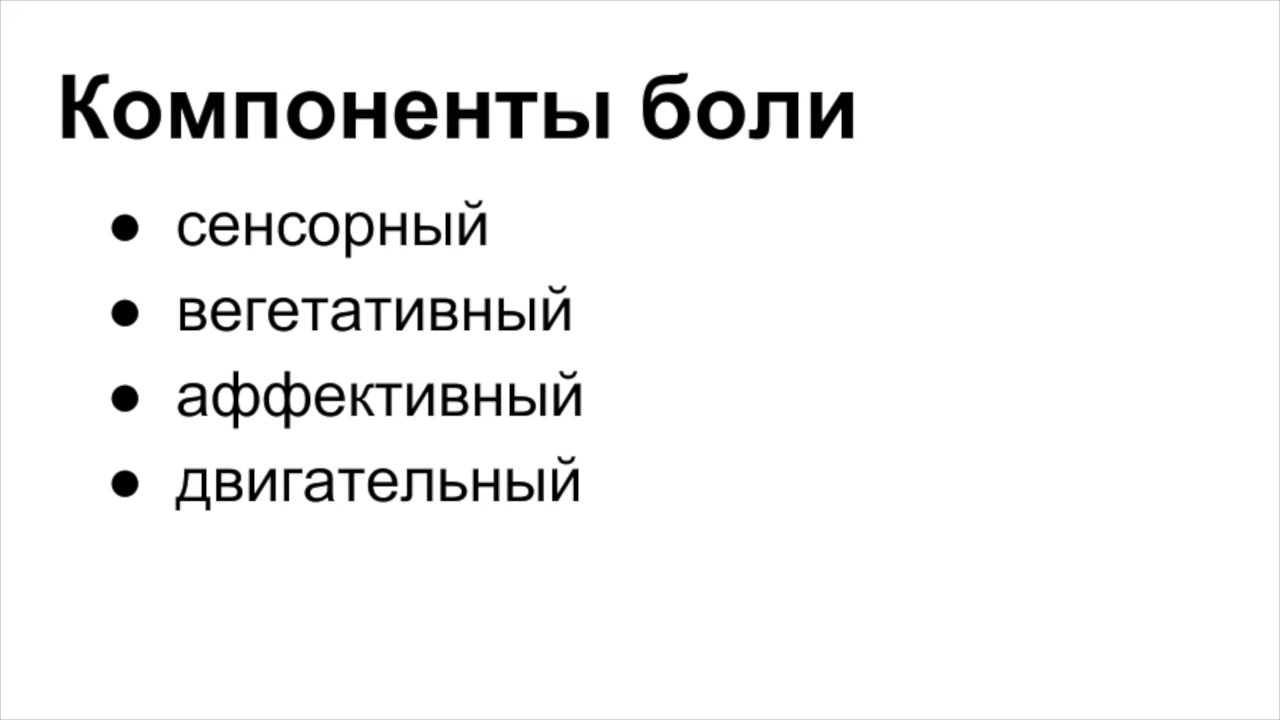 Компоненты боли
● сенсорный
● вегетативный
● аффективный
● двигательный